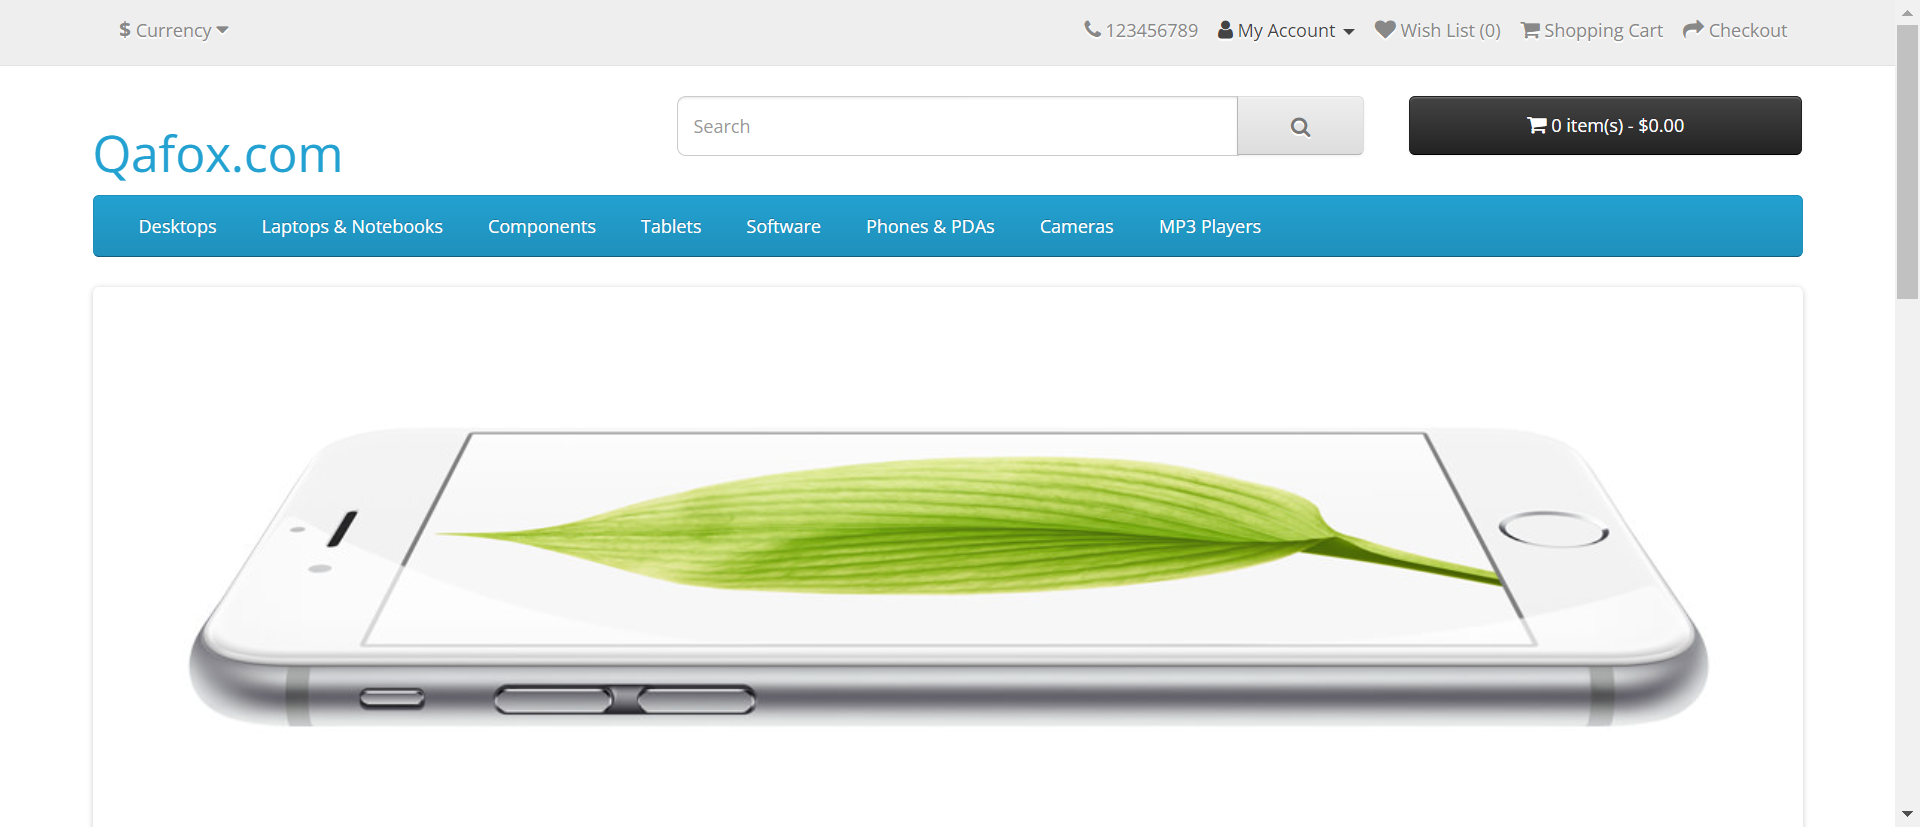 $ Currency 123456789 My Account Wish List (0) Shopping Cart Checkout
Search
0 item(s) - $0.00
Qafox.com
Desktops Laptops & Notebooks Components Tablets Software Phones & PDAs Cameras MP3 Players